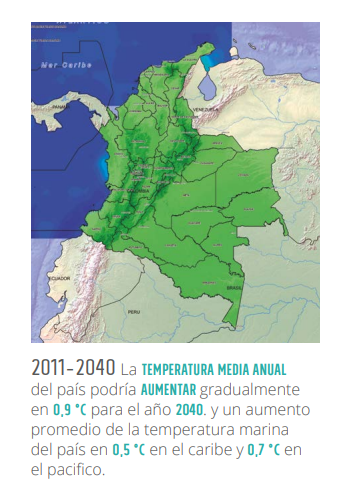 Mar Caribe
PANAMÁ
VENEZUELA
ECUADOR
BRASIL
PERU
2011-2040 La TEMPERATURA MEDIA ANUAL
del país podría AUMENTAR gradualmente
en 0,9 °C para el año 2040. y un aumento
promedio de la temperatura marina
del país en 0,5 °C en el caribe y 0,7 °C en
el pacifico.